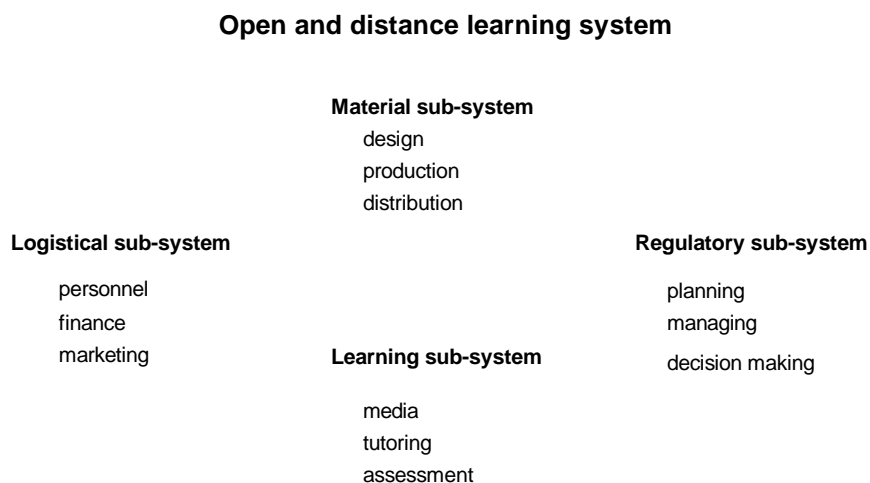 Open and distance learning system
Material sub-system
design
production
distribution
Logistical sub-system
personnel
finance
marketing
Regulatory sub-system
planning
managing
decision making
Learning sub-system
media
tutoring
assessment